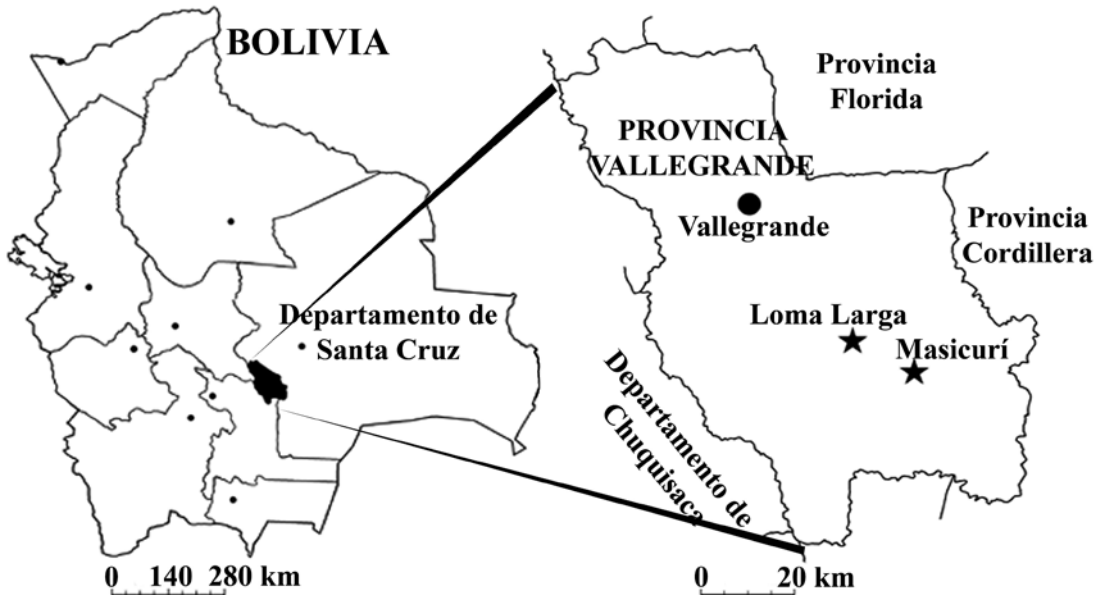 BOLIVIA
Departamento de
Santa Cruz
0 140 280 km
Provincia
Florida
PROVINCIA
VALLEGRANDE
Vallegrande
Provincia
Cordillera
Loma Larga
Masicurí
Departamento de
Chuquisaca
0 20 km